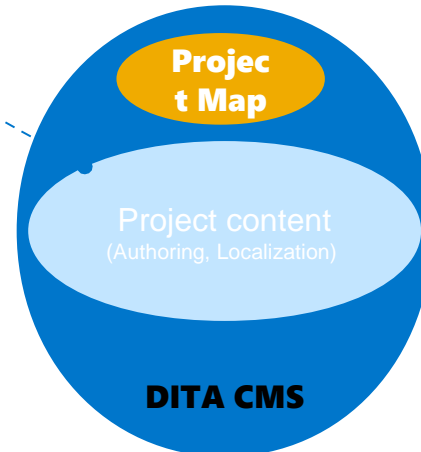 Projec
t Map
Project content
(Authoring, Localization)
DITA CMS